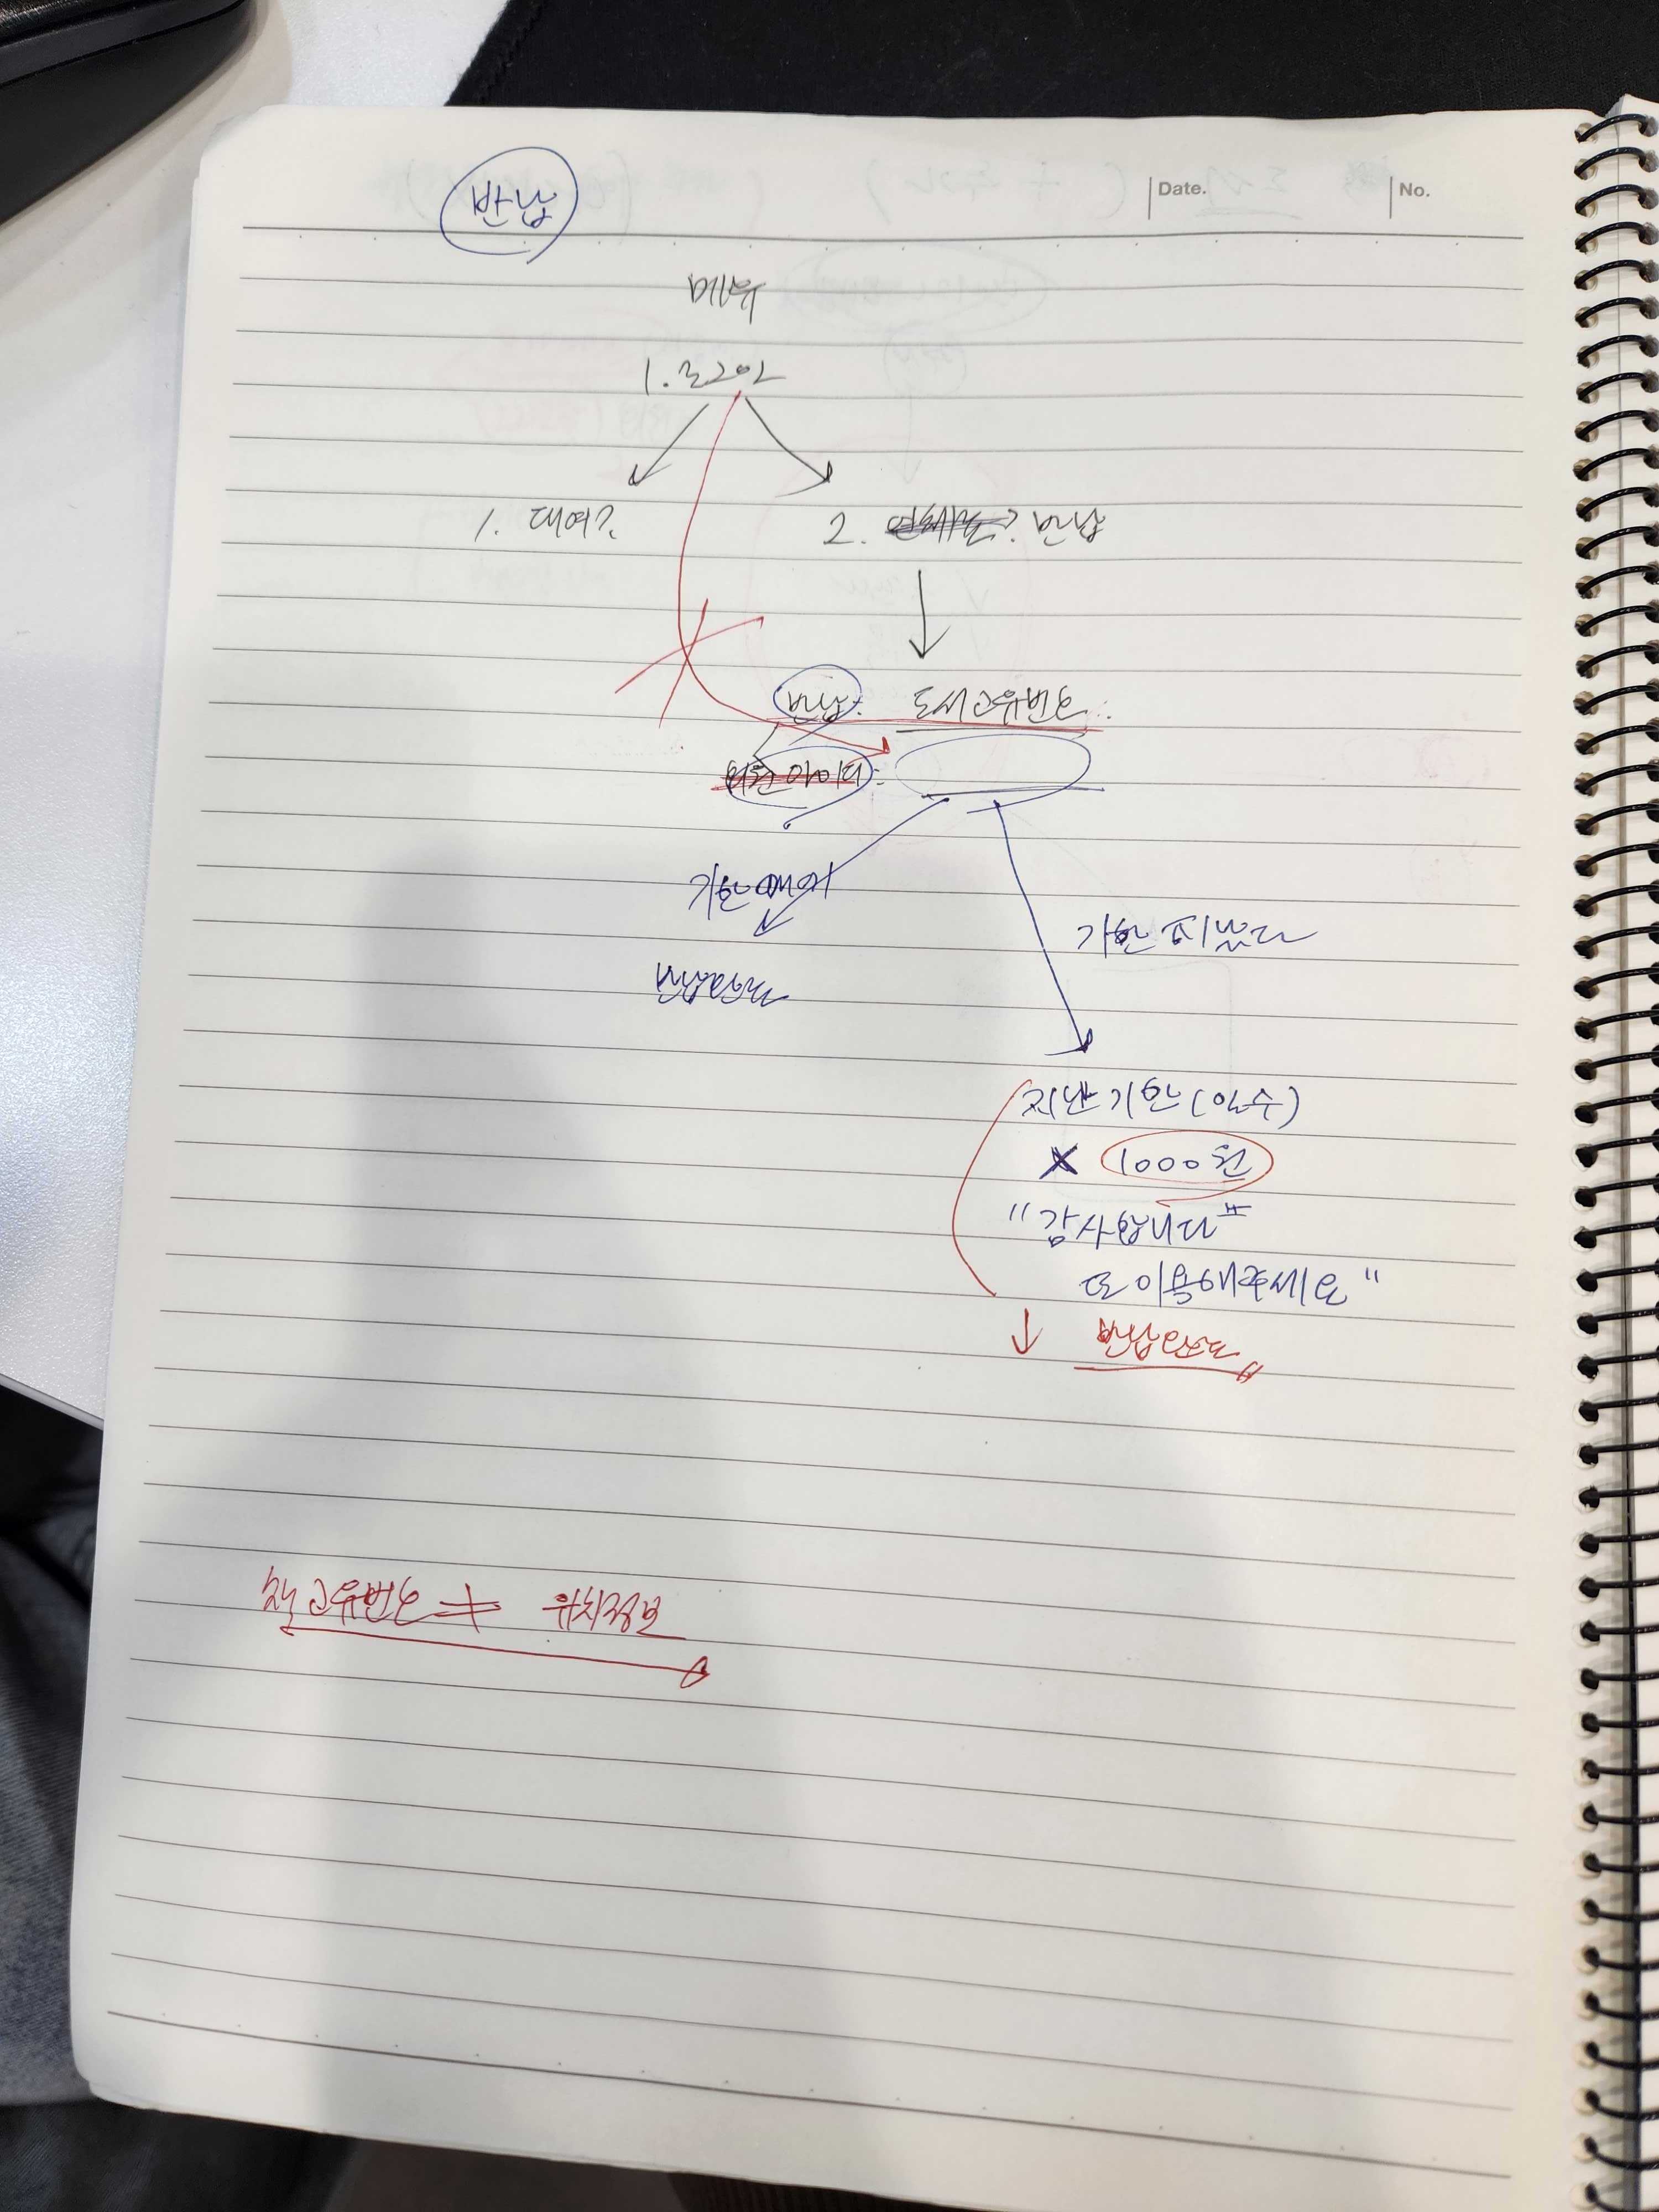 Date.
No.
반납
메뉴
1. 로그인
1. 대여?
2. 연체료? 반납
반납: 도서고유번호:
회원아이디:
기한
기한 지났다
반납완료
지난기한(일수)
X 1000원
"감사합니다
또 이용해주세요"
↓ 반납완료
책 고유번호 ≠ 위치정보